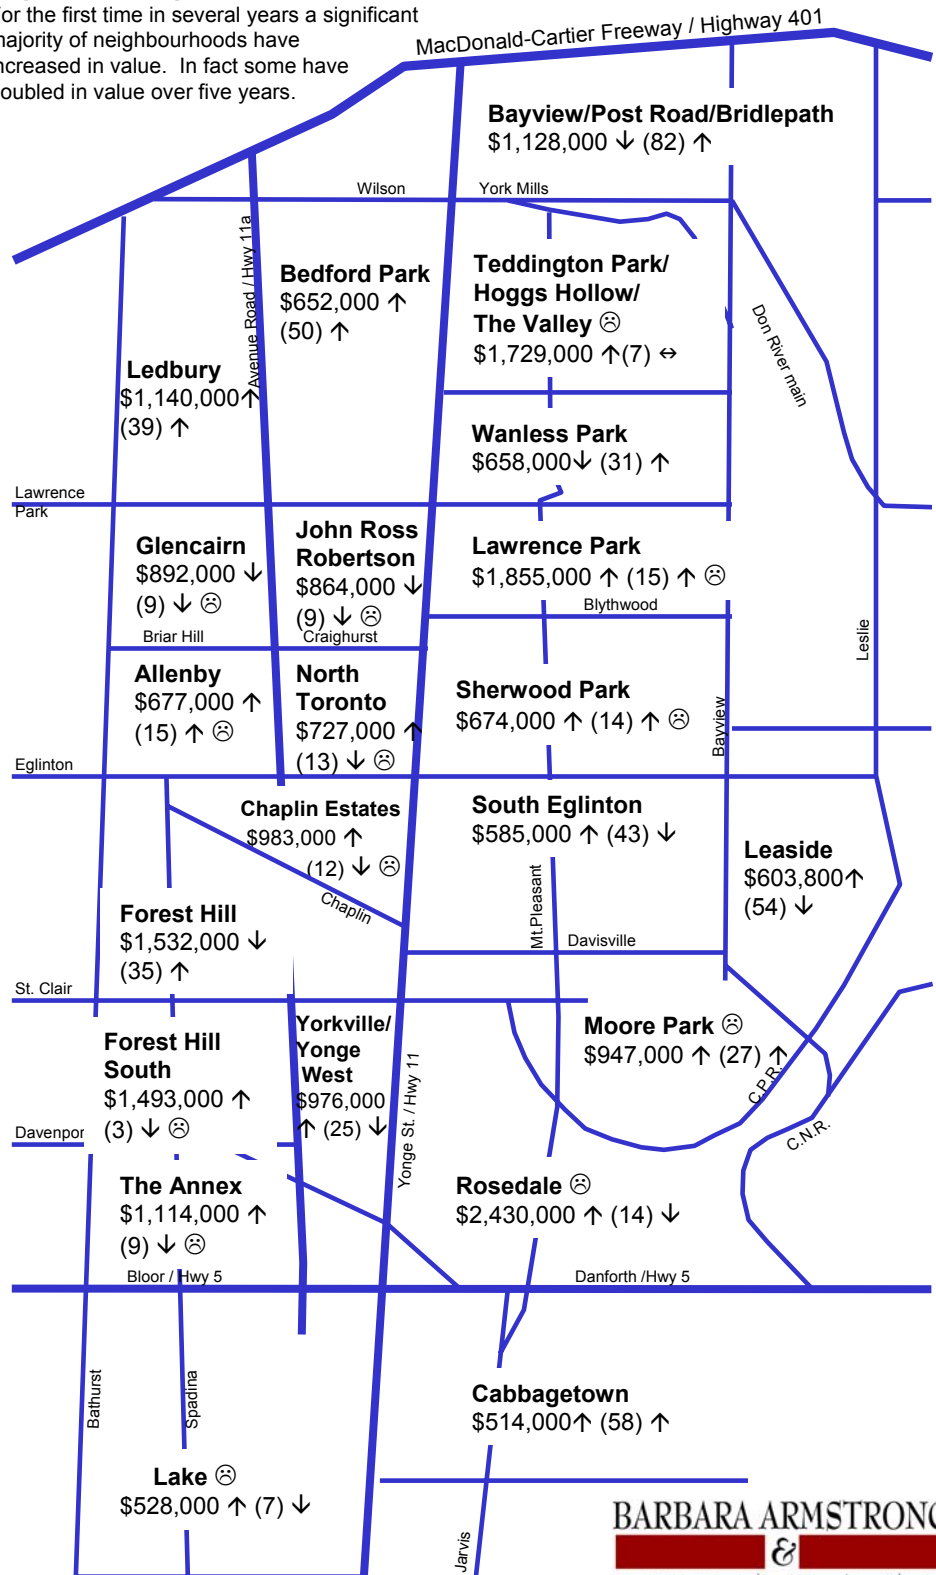 or the first time in several years a significant
majority of neighbourhoods have
ncreased in value. In fact some have
oubled in value over five years.
MacDonald-Cartier Freeway / Highway 401
Bayview/Post Road/Bridlepath
$1,128,000 ↓ (82) ↑
Wilson
York Mills
Avenue Road / Hwy 11a
Bedford Park
$652,000 ↑
(50) ↑
Teddington Park/
Hoggs Hollow/
The Valley ☹
$1,729,000 ↑(7) ↔
Don River main
Ledbury
$1,140,000↑
(39) ↑
Wanless Park
$658,000↓ (31) ↑
Lawrence
Park
Glencairn
$892,000 ↓
(9) ↓ ☹
John Ross
Robertson
$864,000 ↓
(9) ↓ ☹
Lawrence Park
$1,855,000 ↑ (15) ↑ ☹
Blythwood
Leslie
Briar Hill
Craighurst
Allenby
$677,000 ↑
(15) ↑ ☹
North
Toronto
$727,000 ↑
(13) ↓ ☹
Sherwood Park
$674,000 ↑ (14) ↑ ☹
Bayview
Eglinton
Chaplin Estates
$983,000 ↑
(12) ↓ ☹
Chaplin
South Eglinton
$585,000 ↑ (43) ↓
Leaside
$603,800↑
(54) ↓
Mt.Pleasant
Davisville
Forest Hill
$1,532,000 ↓
(35) ↑
St. Clair
Forest Hill
South
$1,493,000 ↑
(3) ↓ ☹
Yorkville/
Yonge
West
$976,000
↑ (25) ↓
Yonge St. / Hwy 11
Moore Park ☹
$947,000 ↑ (27) ↑
C.P.R.
C.N.R.
Davenpor
The Annex
$1,114,000 ↑
(9) ↓ ☹
Rosedale ☹
$2,430,000 ↑ (14) ↓
Bloor / Hwy 5
Danforth /Hwy 5
Bathurst
Spadina
Cabbagetown
$514,000↑ (58) ↑
Lake ☹
$528,000 ↑ (7) ↓
Jarvis
BARBARA ARMSTRONG
&